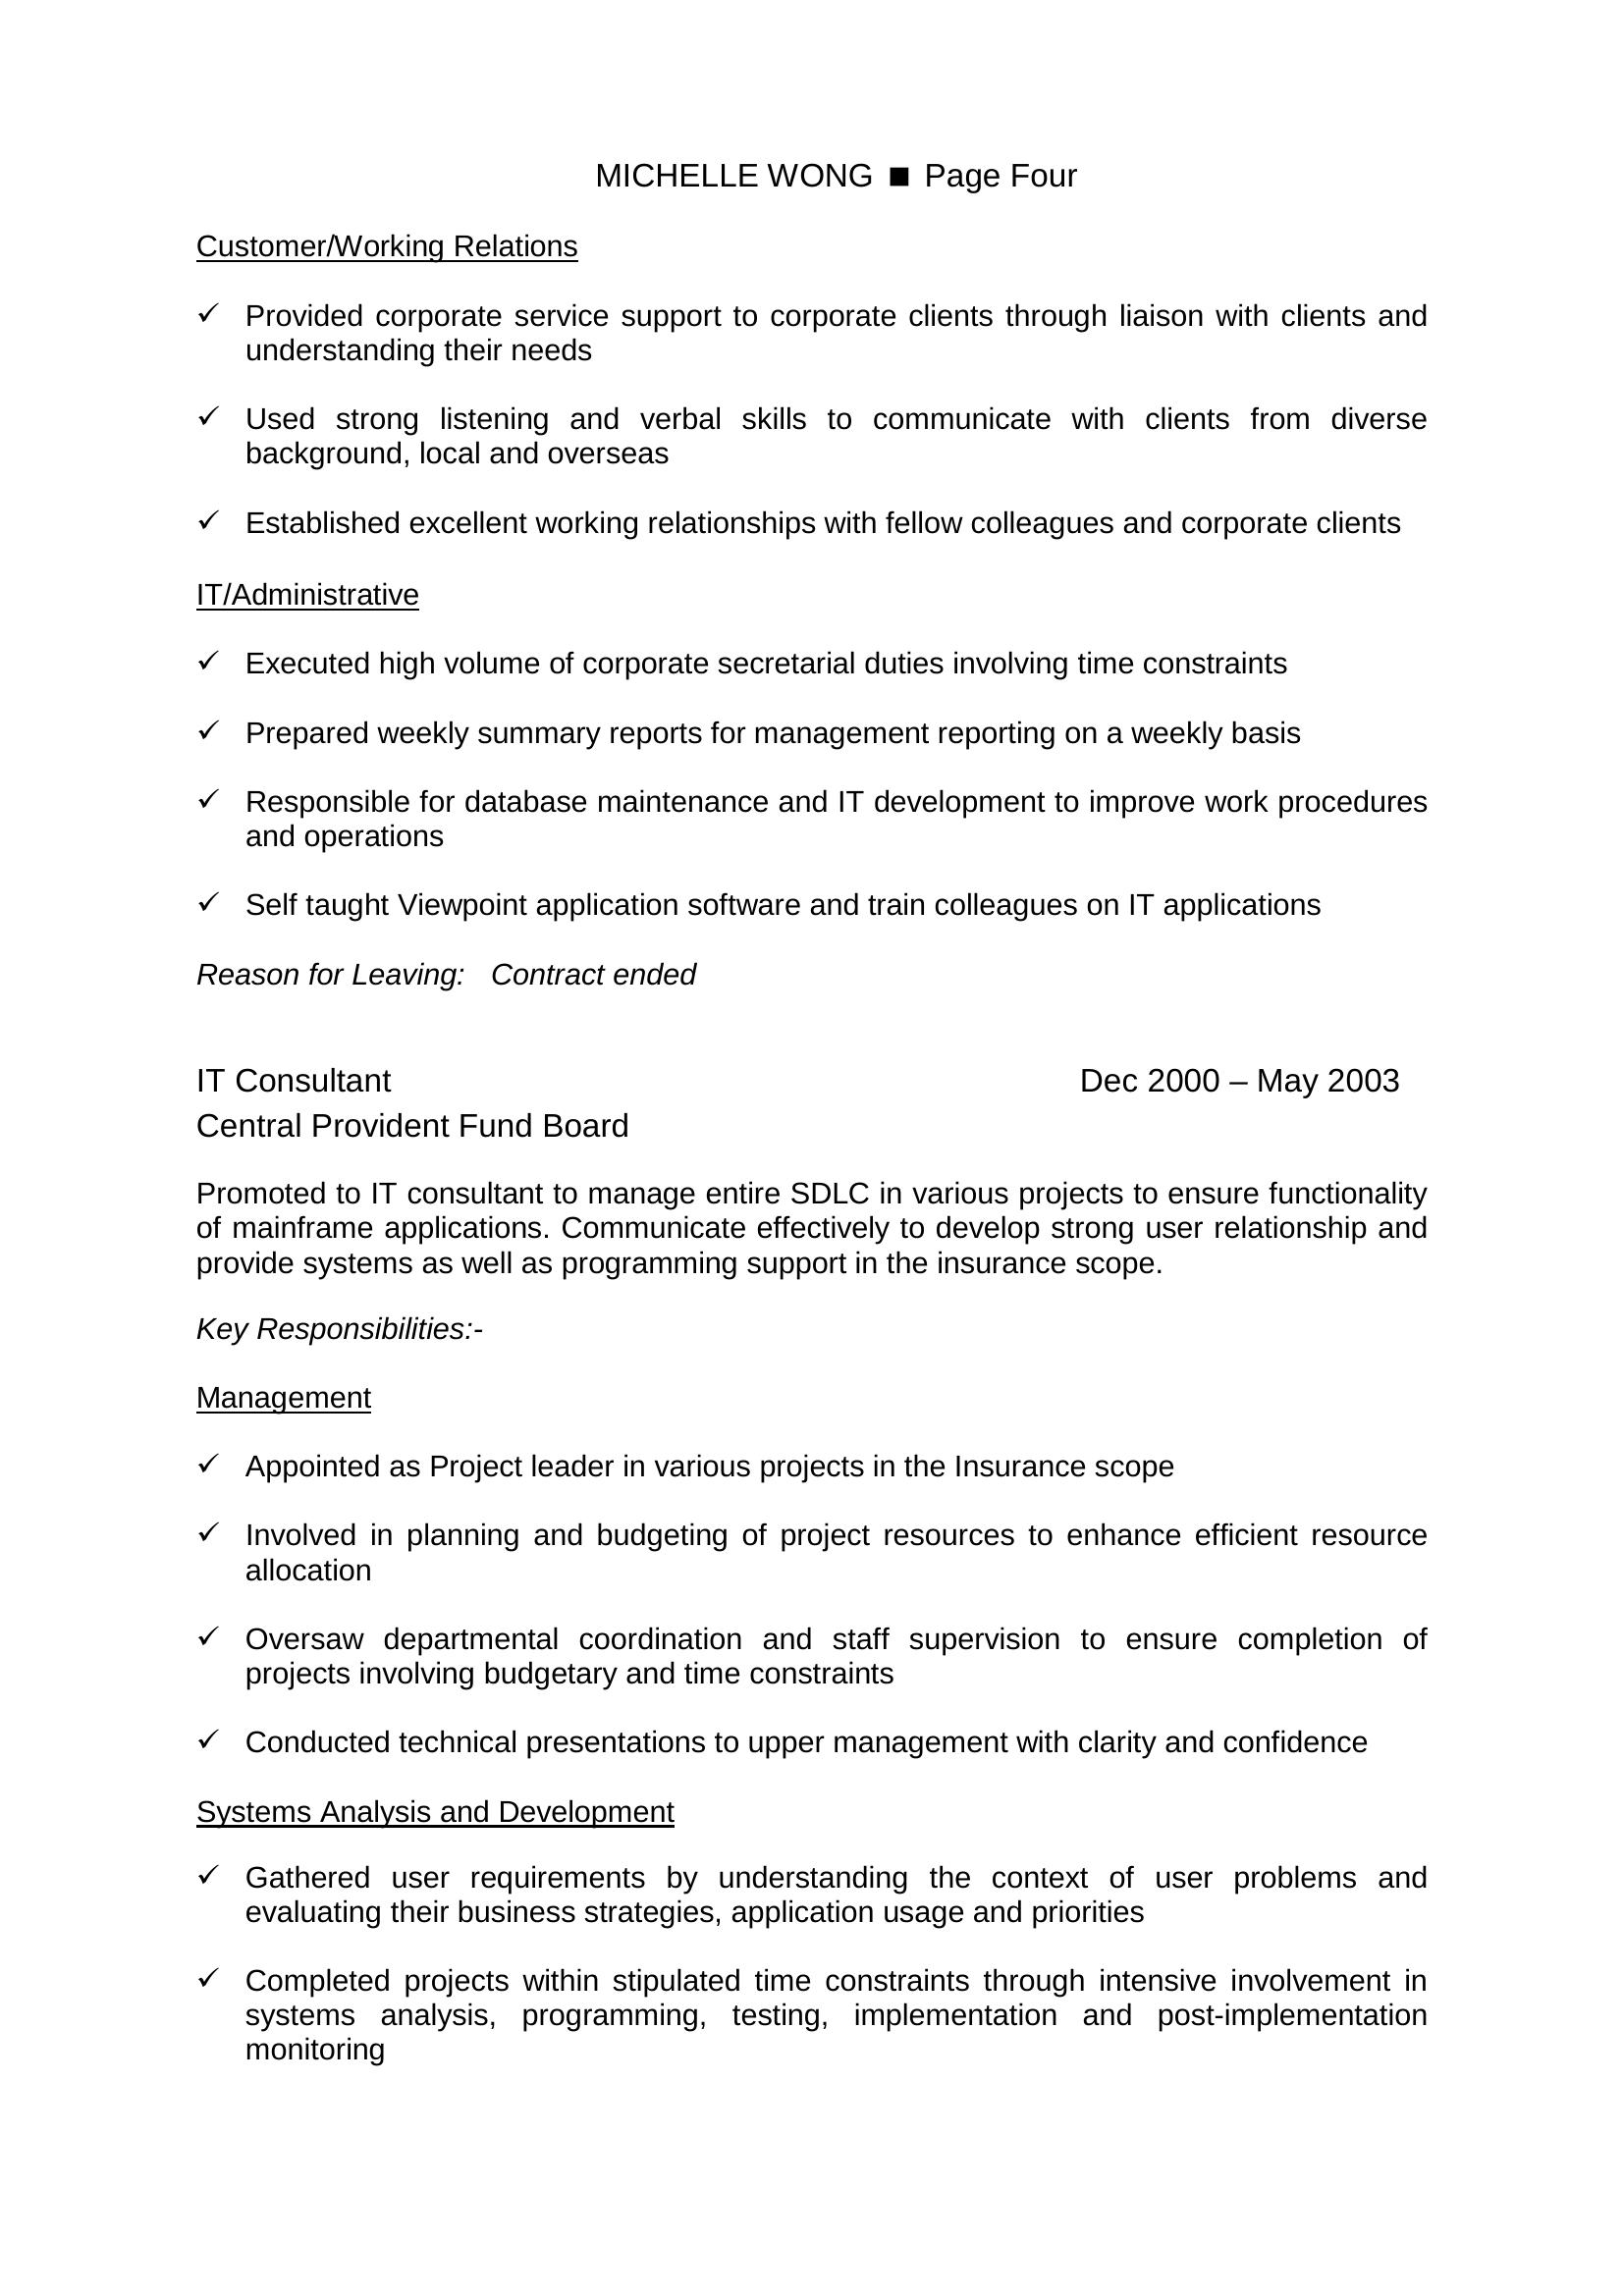 MICHELLE WONG ■ Page Four
Customer/Working Relations
✓ Provided corporate service support to corporate clients through liaison with clients and
understanding their needs
✓ Used strong listening and verbal skills to communicate with clients from diverse
background, local and overseas
✓ Established excellent working relationships with fellow colleagues and corporate clients
IT/Administrative
✓ Executed high volume of corporate secretarial duties involving time constraints
✓ Prepared weekly summary reports for management reporting on a weekly basis
✓ Responsible for database maintenance and IT development to improve work procedures
and operations
✓ Self taught Viewpoint application software and train colleagues on IT applications
Reason for Leaving: Contract ended
IT Consultant Dec 2000 – May 2003
Central Provident Fund Board
Promoted to IT consultant to manage entire SDLC in various projects to ensure functionality
of mainframe applications. Communicate effectively to develop strong user relationship and
provide systems as well as programming support in the insurance scope.
Key Responsibilities:-
Management
✓ Appointed as Project leader in various projects in the Insurance scope
✓ Involved in planning and budgeting of project resources to enhance efficient resource
allocation
✓ Oversaw departmental coordination and staff supervision to ensure completion of
projects involving budgetary and time constraints
✓ Conducted technical presentations to upper management with clarity and confidence
Systems Analysis and Development
✓ Gathered user requirements by understanding the context of user problems and
evaluating their business strategies, application usage and priorities
✓ Completed projects within stipulated time constraints through intensive involvement in
systems analysis, programming, testing, implementation and post-implementation
monitoring